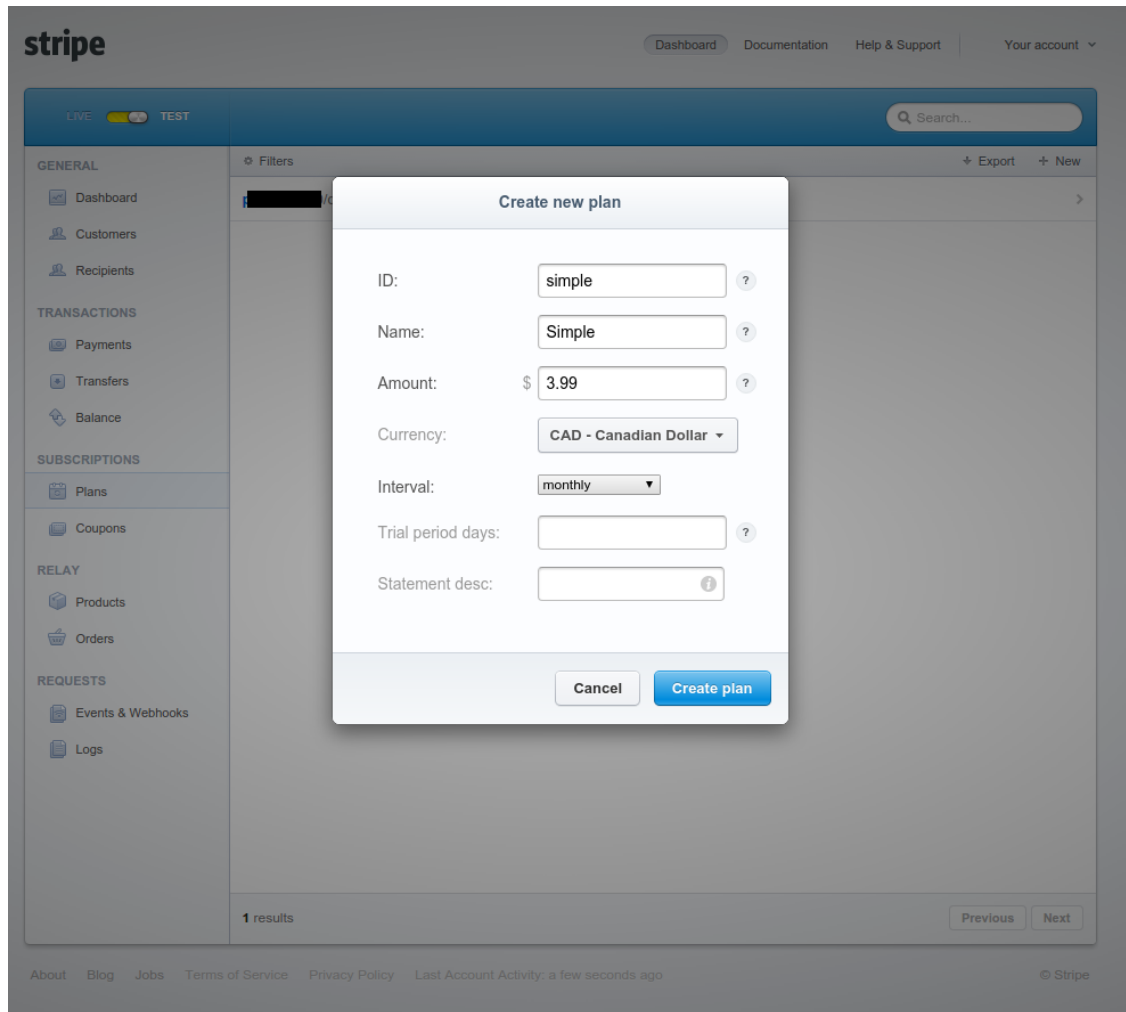 stripe
Dashboard Documentation Help & Support Your account
LIVE TEST
Search...
GENERAL
Dashboard
Customers
Recipients
TRANSACTIONS
Payments
Transfers
Balance
SUBSCRIPTIONS
Plans
Coupons
RELAY
Products
Orders
REQUESTS
Events & Webhooks
Logs
Filters Export New
Create new plan
ID: simple ?
Name: Simple ?
Amount: $ 3.99 ?
Currency: CAD - Canadian Dollar
Interval: monthly
Trial period days: ?
Statement desc: i
Cancel Create plan
1 results Previous Next
About Blog Jobs Terms of Service Privacy Policy Last Account Activity: a few seconds ago © Stripe